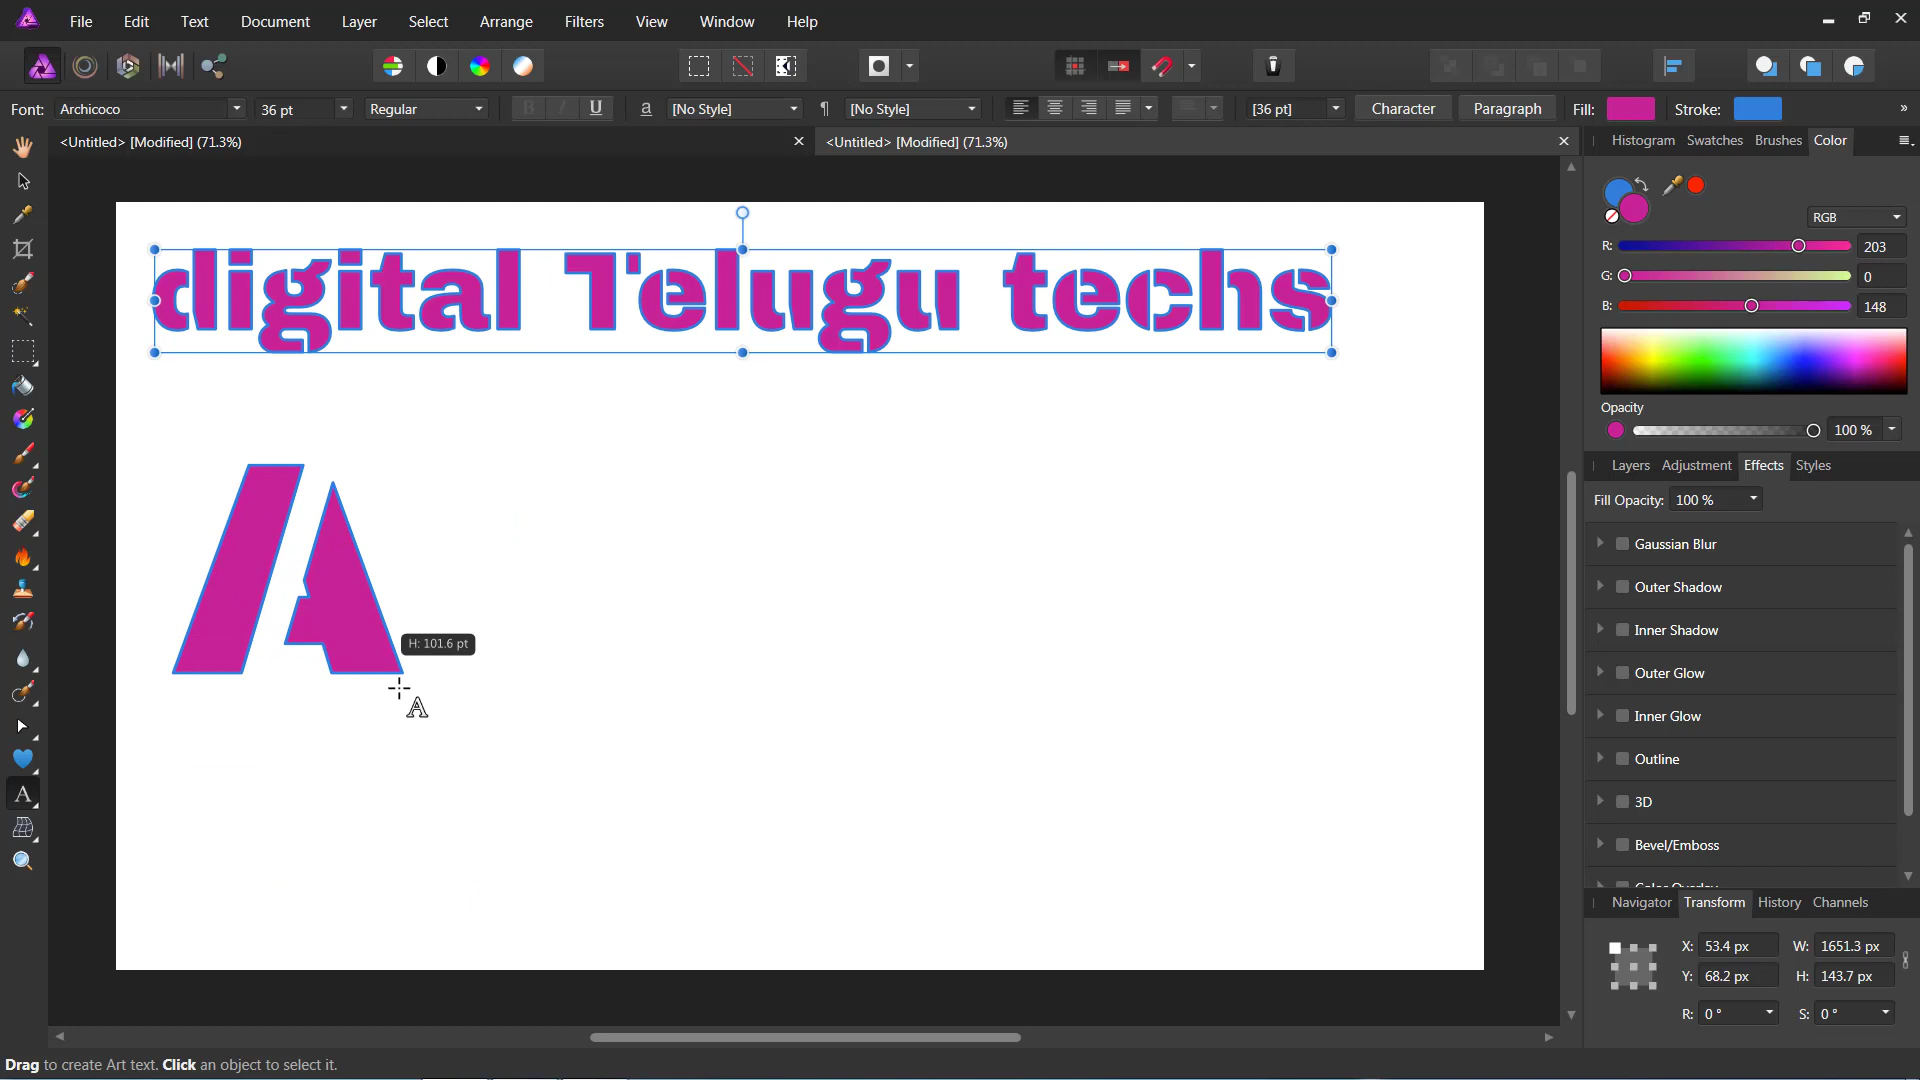 File Edit Text Document Layer Select Arrange Filters View Window Help
Font: Archicoco 36 pt Regular B I U a [No Style] ¶ [No Style] [36 pt] Character Paragraph Fill: Stroke: »
<Untitled> [Modified] (71.3%) <Untitled> [Modified] (71.3%)
Histogram Swatches Brushes Color
RGB
R: 203
G: 0
B: 148
Opacity
100 %
digital Telugu techs
A
H: 101.6 pt
A
Layers Adjustment Effects Styles
Fill Opacity: 100 %
Gaussian Blur
Outer Shadow
Inner Shadow
Outer Glow
Inner Glow
Outline
3D
Bevel/Emboss
Color Overlay
Navigator Transform History Channels
X: 53.4 px W: 1651.3 px
Y: 68.2 px H: 143.7 px
R: 0 ° S: 0 °
Drag to create Art text. Click an object to select it.